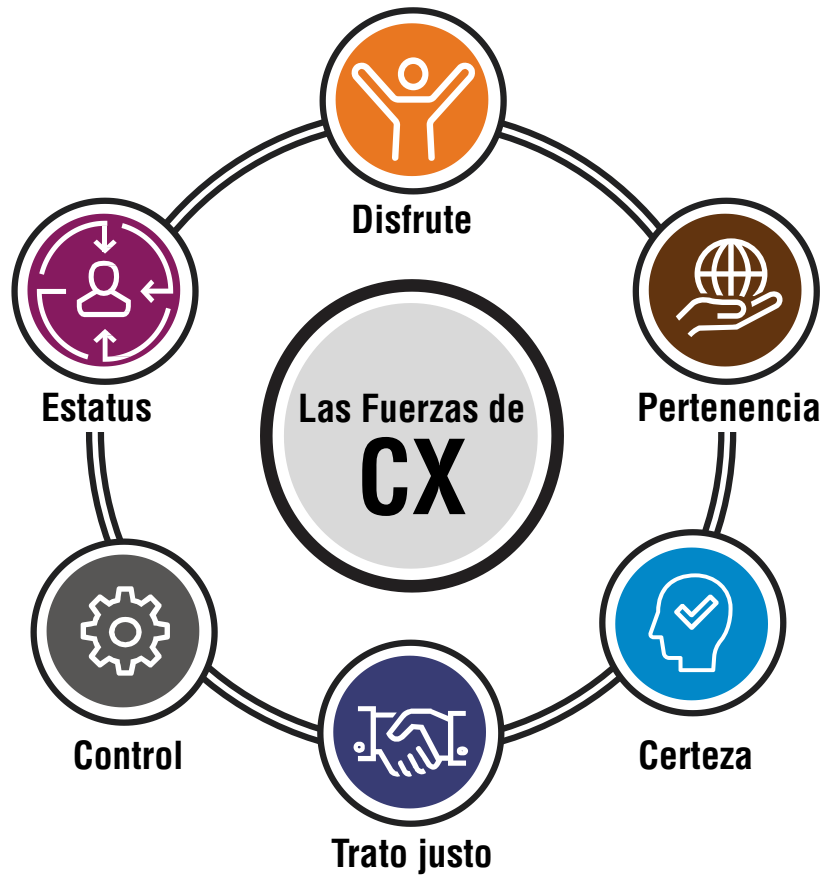 Disfrute
Estatus
Pertenencia
Las Fuerzas de
CX
Control
Certeza
Trato justo